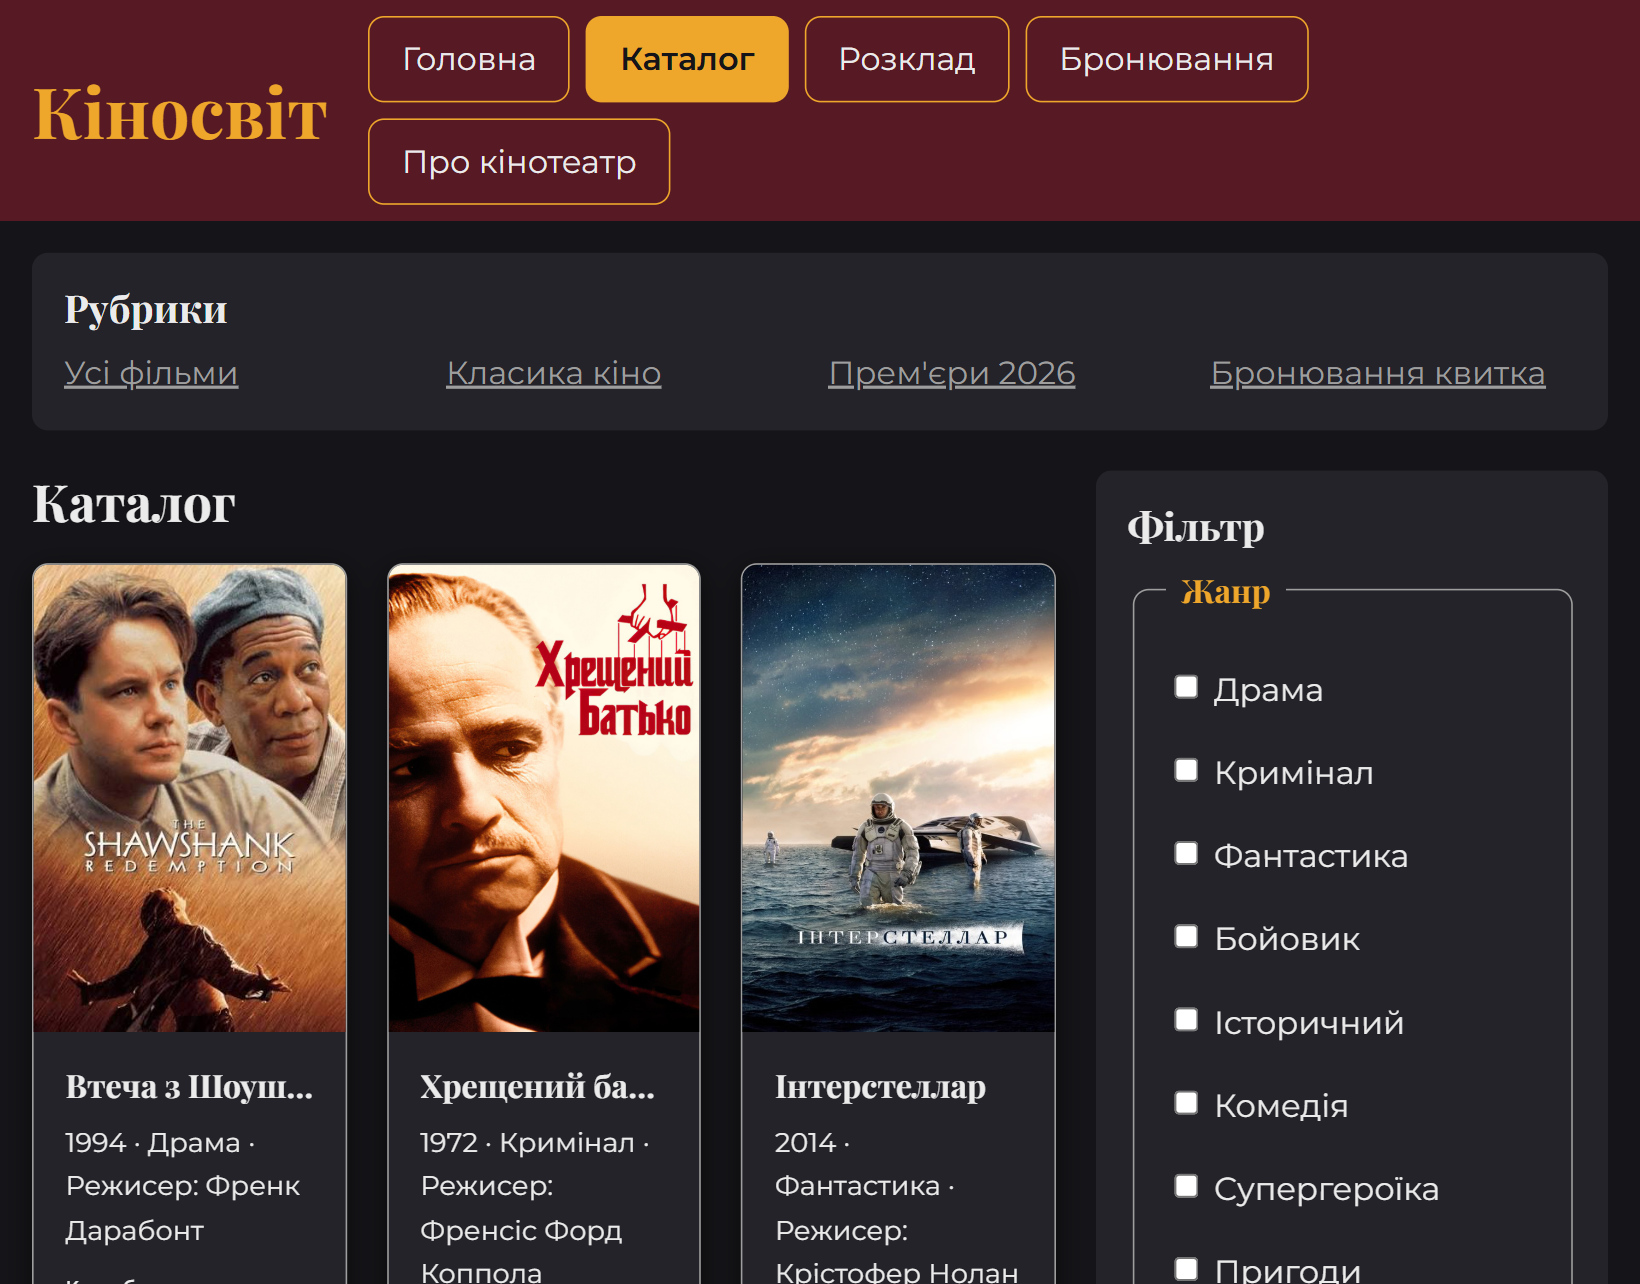 Кіносвіт
Головна
Каталог
Розклад
Бронювання
Про кінотеатр
Рубрики
Усі фільми
Класика кіно
Прем'єри 2026
Бронювання квитка
Каталог
THE
SHAWSHANK
REDEMPTION
Втеча з Шоуш...
1994 · Драма ·
Режисер: Френк
Дарабонт
Хрещений
Батько
Хрещений ба...
1972 · Кримінал ·
Режисер:
Френсіс Форд
Коппола
ІНТЕРСТЕЛЛАР
Інтерстеллар
2014 ·
Фантастика ·
Режисер:
Крістофер Нолан
Фільтр
Жанр
Драма
Кримінал
Фантастика
Бойовик
Історичний
Комедія
Супергероїка
Пригоди